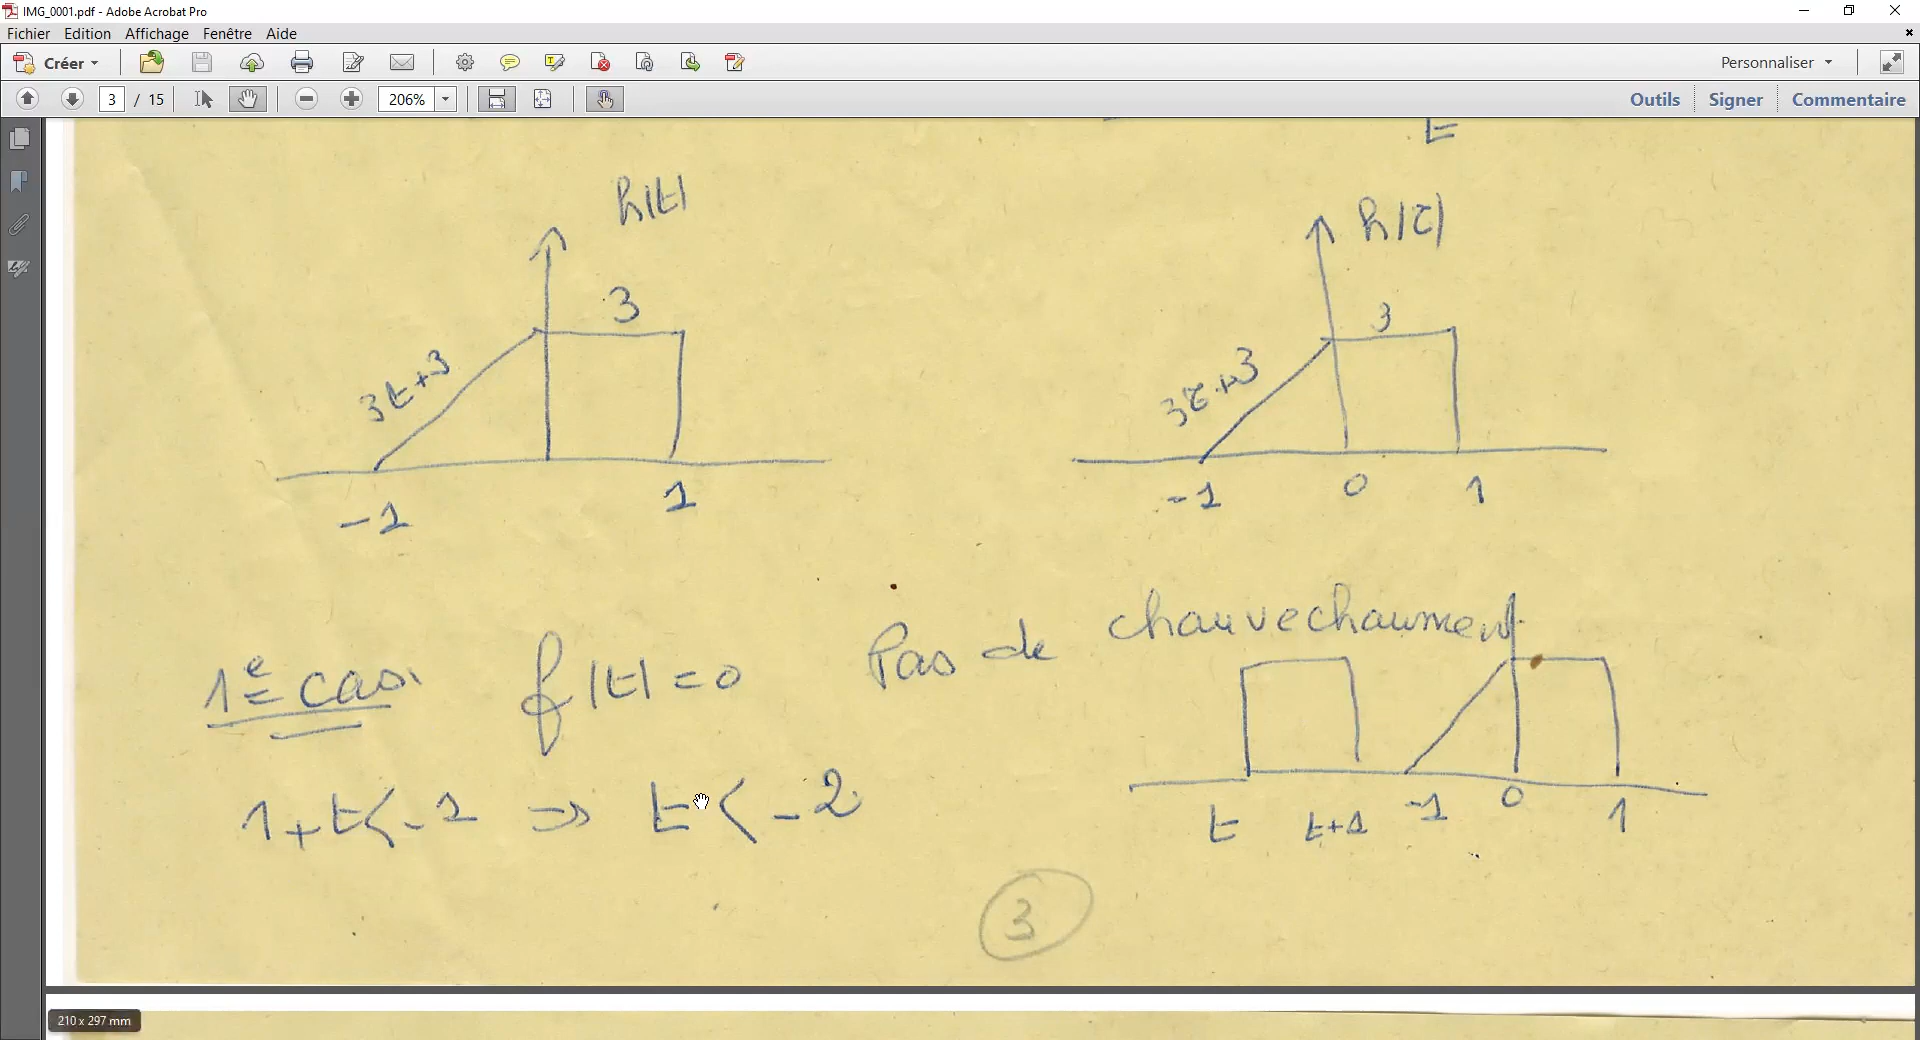 IMG_0001.pdf - Adobe Acrobat Pro
Fichier Edition Affichage Fenêtre Aide
Créer Personnaliser
3 / 15 206% Outils Signer Commentaire
t
h(t) h(τ)
3 3
3t+3 3τ+3
-1 1 -1 0 1
1e cas f(t)=0 Pas de chauvechaument
1+t<-1 => t<-2
t t+1 -1 0 1
3
210 x 297 mm